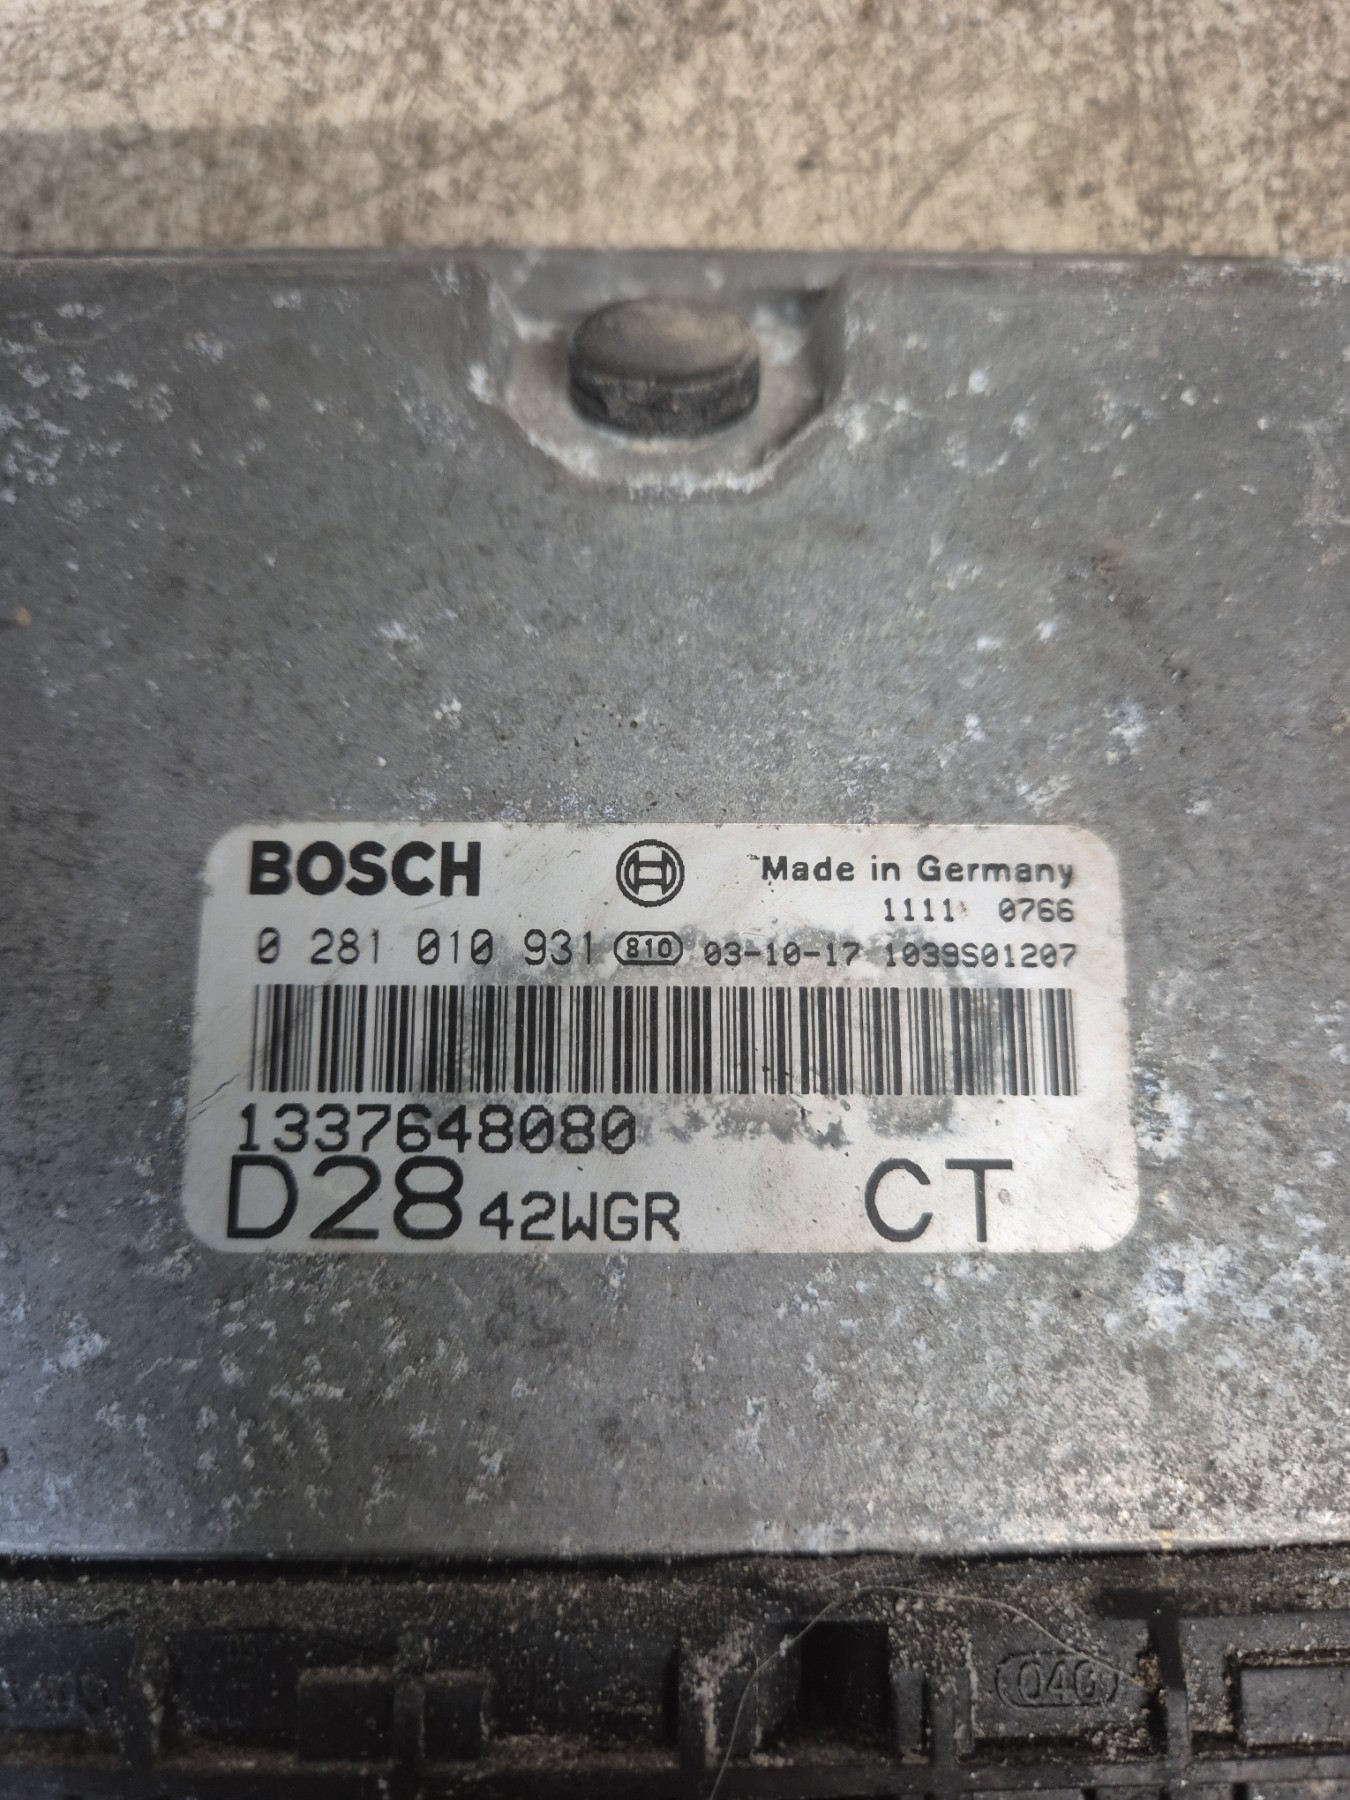 BOSCH Made in Germany
1111 0766
0 281 010 931 810 03-10-17 1039S01207
1337648080
D28 42WGR CT
04G